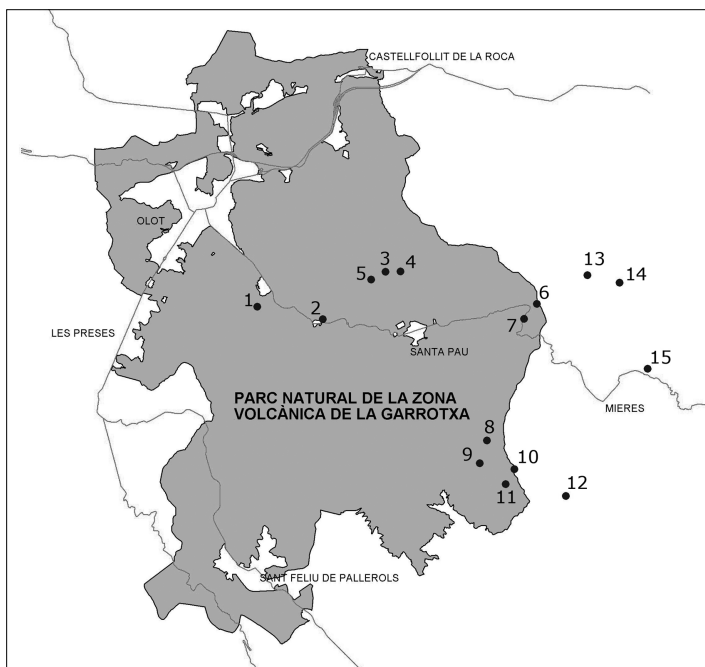 CASTELLFOLLIT DE LA ROCA
OLOT
3
4
5
13
14
1
2
6
7
LES PRESES
SANTA PAU
15
PARC NATURAL DE LA ZONA
VOLCÀNICA DE LA GARROTXA
MIERES
8
9
10
11
12
SANT FELIU DE PALLEROLS